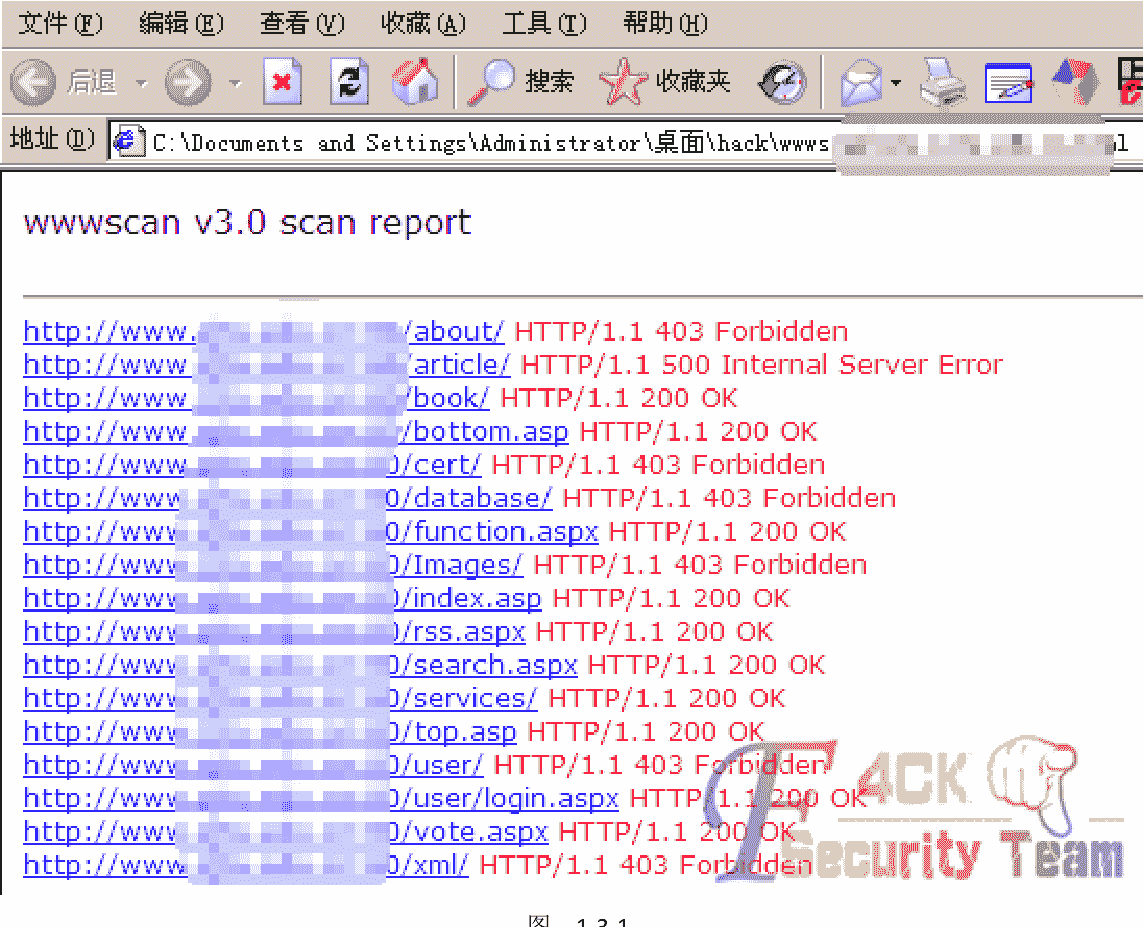 文件(F) 编辑(E) 查看(V) 收藏(A) 工具(T) 帮助(H)
后退 搜索 收藏夹
地址(D) C:\Documents and Settings\Administrator\桌面\hack\wwws
wwwscan v3.0 scan report
http://www. /about/ HTTP/1.1 403 Forbidden
http://www /article/ HTTP/1.1 500 Internal Server Error
http://www /book/ HTTP/1.1 200 OK
http://www /bottom.asp HTTP/1.1 200 OK
http://www 0/cert/ HTTP/1.1 403 Forbidden
http://www 0/database/ HTTP/1.1 403 Forbidden
http://www 0/function.aspx HTTP/1.1 200 OK
http://www 0/Images/ HTTP/1.1 403 Forbidden
http://www 0/index.asp HTTP/1.1 200 OK
http://www 0/rss.aspx HTTP/1.1 200 OK
http://www 0/search.aspx HTTP/1.1 200 OK
http://www 0/services/ HTTP/1.1 200 OK
http://www 0/top.asp HTTP/1.1 200 OK
http://www 0/user/ HTTP/1.1 403 Forbidden
http://www 0/user/login.aspx HTTP/1.1 200 OK
http://www 0/vote.aspx HTTP/1.1 200 OK
http://www 0/xml/ HTTP/1.1 403 Forbidden
F4CK
Security Team